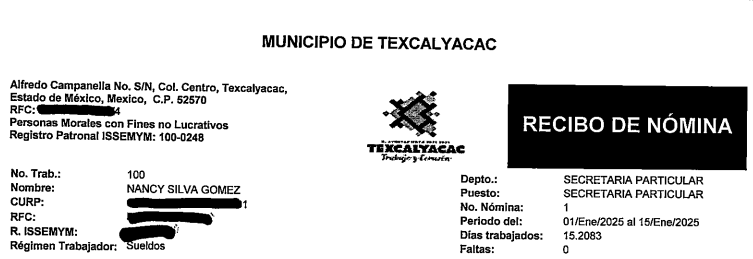 MUNICIPIO DE TEXCALYACAC
Alfredo Campanella No. S/N, Col. Centro, Texcalyacac,
Estado de México, Mexico, C.P. 52570
RFC: 4
Personas Morales con Fines no Lucrativos
Registro Patronal ISSEMYM: 100-0248
TEXCALYACAC
Trabajo y Corazón
RECIBO DE NÓMINA
No. Trab.: 100
Nombre: NANCY SILVA GOMEZ
CURP: 1
RFC:
R. ISSEMYM:
Régimen Trabajador: Sueldos
Depto.: SECRETARIA PARTICULAR
Puesto: SECRETARIA PARTICULAR
No. Nómina: 1
Periodo del: 01/Ene/2025 al 15/Ene/2025
Días trabajados: 15.2083
Faltas: 0